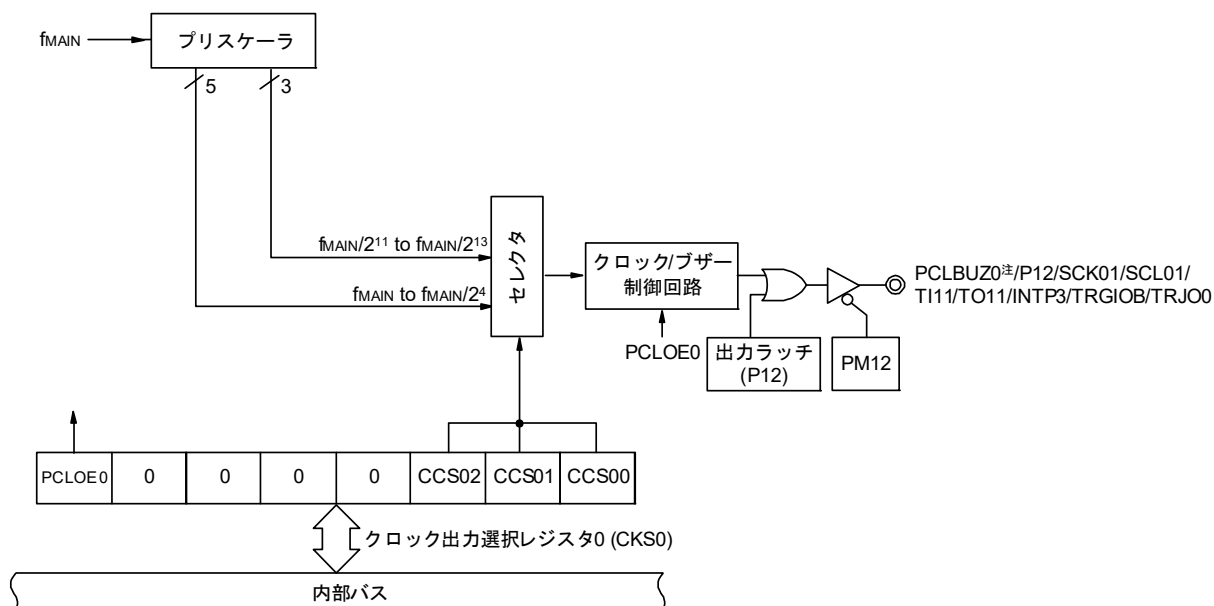 fMAIN
プリスケーラ
5
3
fMAIN/2¹¹ to fMAIN/2¹³
fMAIN to fMAIN/2⁴
セレクタ
クロック/ブザー
制御回路
PCLOE0
出力ラッチ
(P12)
PM12
PCLBUZ0注/P12/SCK01/SCL01/
TI11/TO11/INTP3/TRGIOB/TRJO0
PCLOE0 0 0 0 0 CCS02 CCS01 CCS00
クロック出力選択レジスタ0 (CKS0)
内部バス